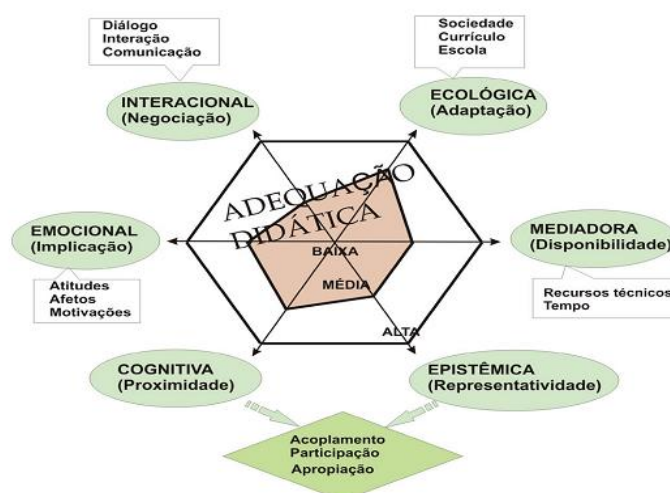 Diálogo
Interação
Comunicação
Sociedade
Currículo
Escola
INTERACIONAL
(Negociação)
ECOLÓGICA
(Adaptação)
ADEQUAÇÃO
DIDÁTICA
EMOCIONAL
(Implicação)
MEDIADORA
(Disponibilidade)
BAIXA
MÉDIA
ALTA
Atitudes
Afetos
Motivações
Recursos técnicos
Tempo
COGNITIVA
(Proximidade)
EPISTÊMICA
(Representatividade)
Acoplamento
Participação
Apropiação